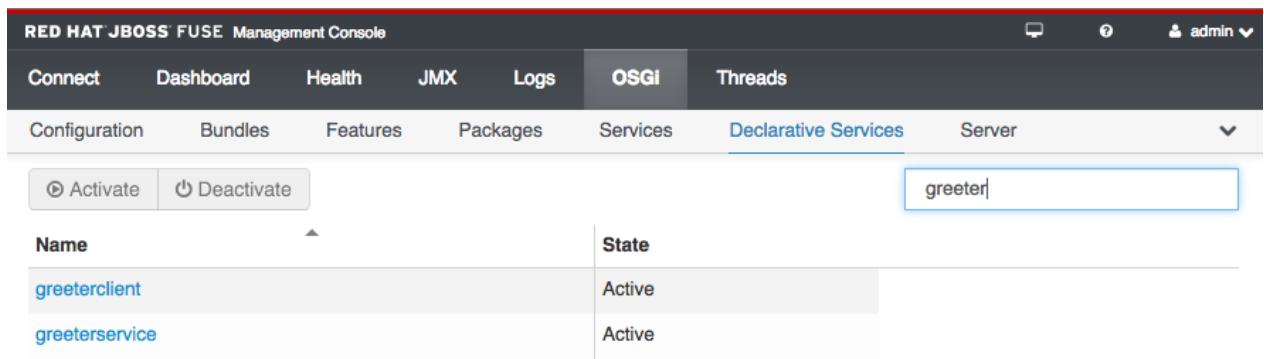 RED HAT JBOSS FUSE Management Console admin
Connect Dashboard Health JMX Logs OSGi Threads
Configuration Bundles Features Packages Services Declarative Services Server
Activate Deactivate greeter
Name State
greeterclient Active
greeterservice Active